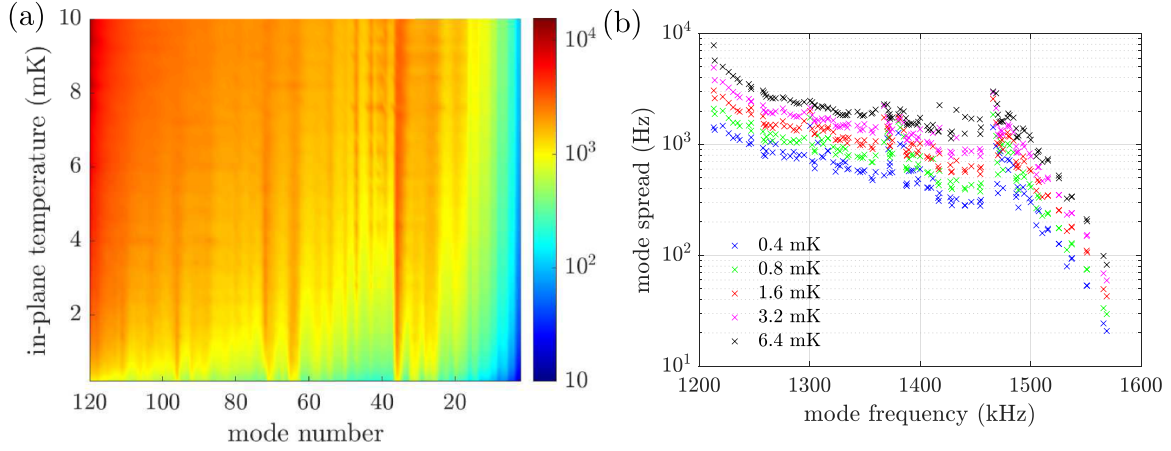 (a)
in-plane temperature (mK)
10
8
6
4
2
120 100 80 60 40 20
mode number
10^4
10^3
10^2
10
(b)
mode spread (Hz)
10^4
10^3
10^2
10^1
0.4 mK
0.8 mK
1.6 mK
3.2 mK
6.4 mK
1200 1300 1400 1500 1600
mode frequency (kHz)